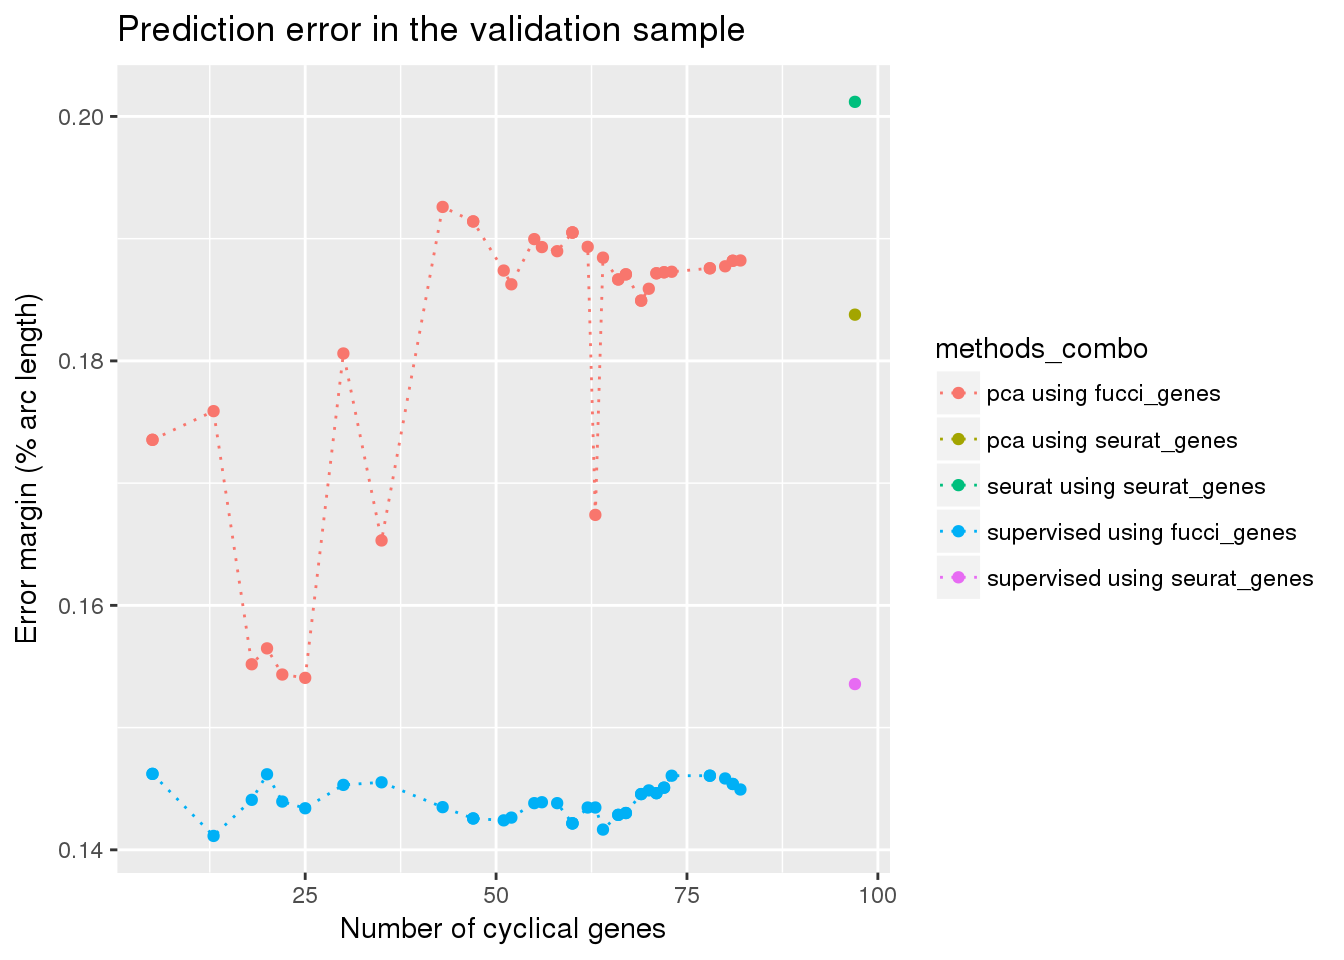 Prediction error in the validation sample
0.20
0.18
0.16
0.14
Error margin (% arc length)
25 50 75 100
Number of cyclical genes
methods_combo
pca using fucci_genes
pca using seurat_genes
seurat using seurat_genes
supervised using fucci_genes
supervised using seurat_genes